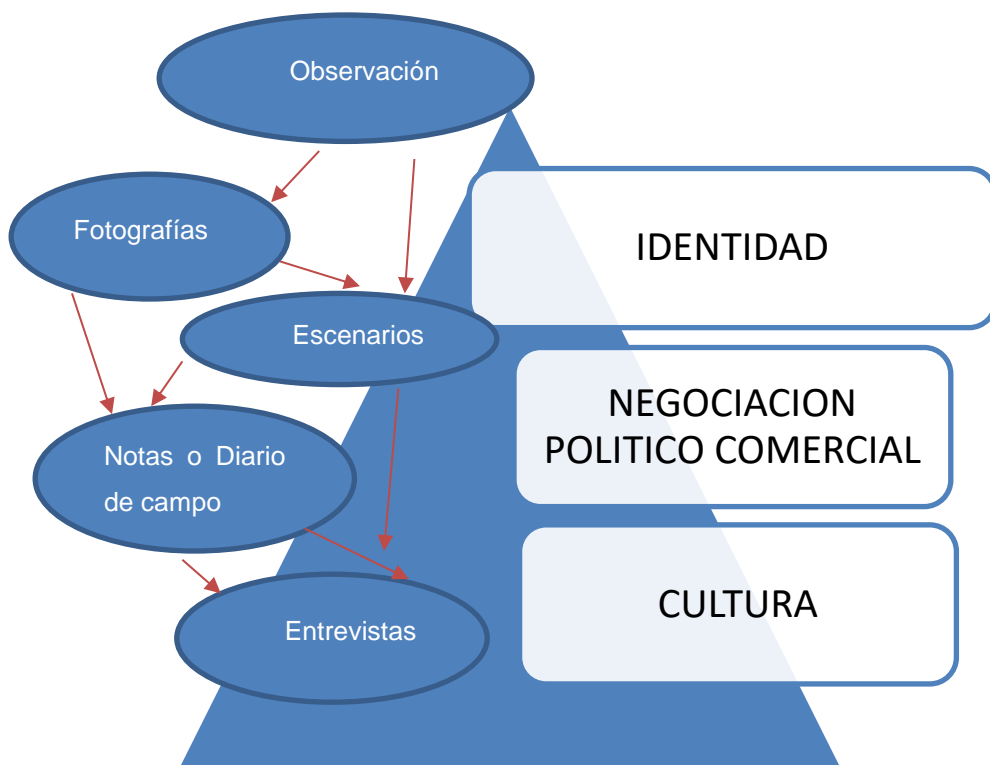 Observación
Fotografías
IDENTIDAD
Escenarios
NEGOCIACION
POLITICO COMERCIAL
Notas o Diario
de campo
CULTURA
Entrevistas